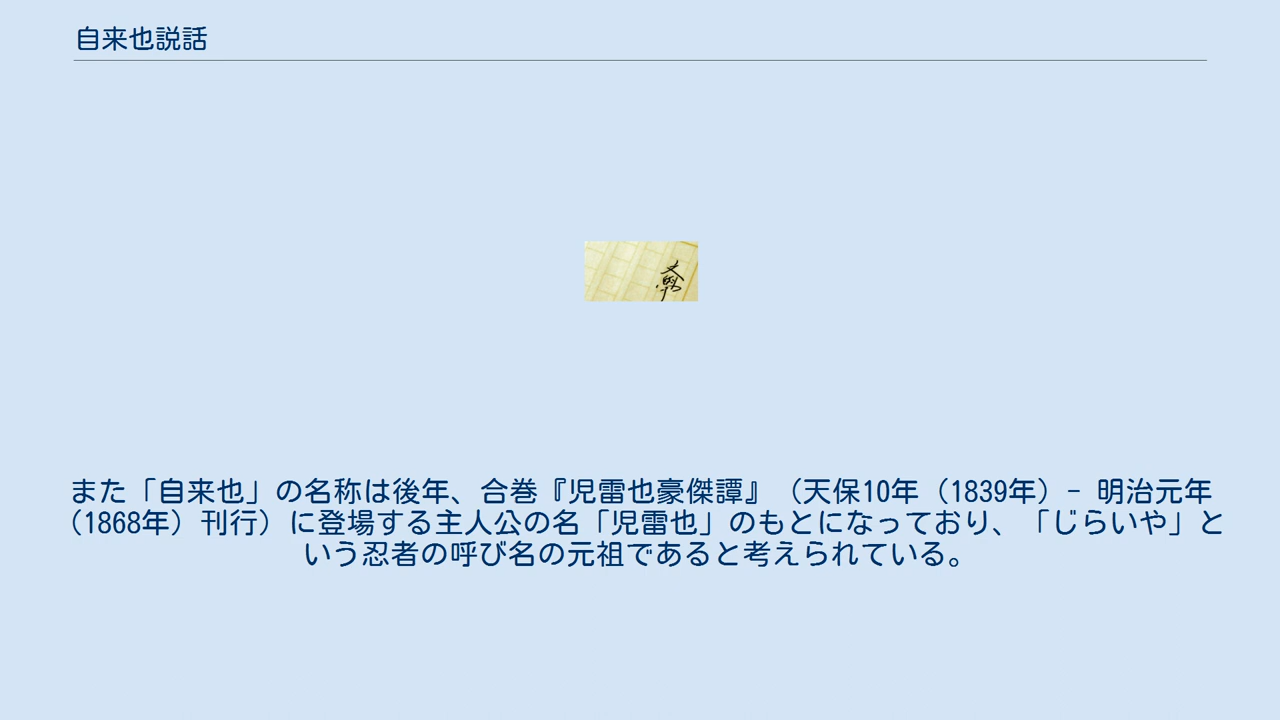 自来也説話
また「自来也」の名称は後年、合巻『児雷也豪傑譚』（天保10年（1839年）- 明治元年
（1868年）刊行）に登場する主人公の名「児雷也」のもとになっており、「じらいや」と
いう忍者の呼び名の元祖であると考えられている。